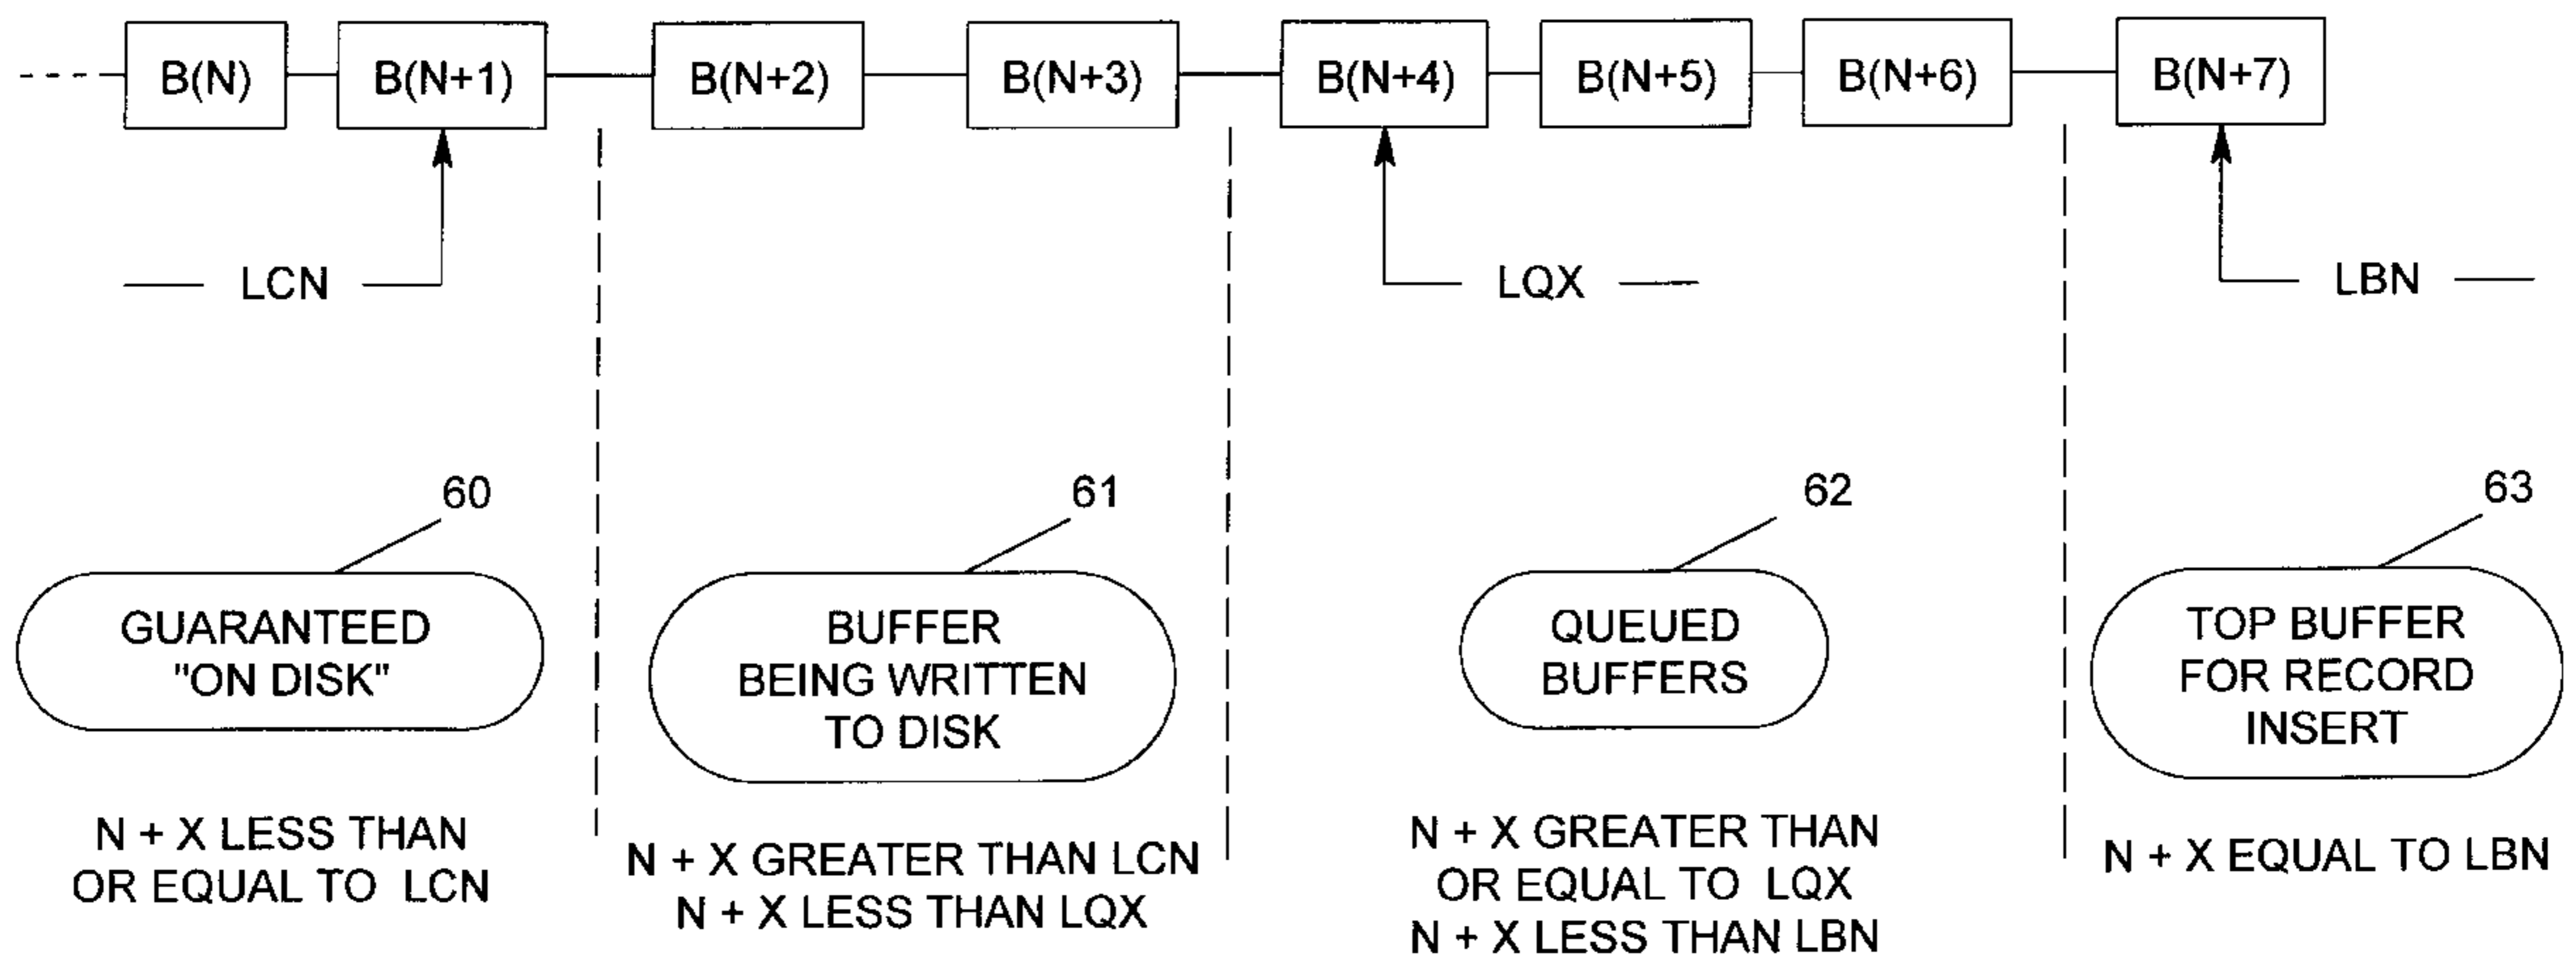 B(N) B(N+1) B(N+2) B(N+3) B(N+4) B(N+5) B(N+6) B(N+7)
LCN LQX LBN
60 61 62 63
GUARANTEED
"ON DISK"
N + X LESS THAN
OR EQUAL TO LCN
BUFFER
BEING WRITTEN
TO DISK
N + X GREATER THAN LCN
N + X LESS THAN LQX
QUEUED
BUFFERS
N + X GREATER THAN
OR EQUAL TO LQX
N + X LESS THAN LBN
TOP BUFFER
FOR RECORD
INSERT
N + X EQUAL TO LBN